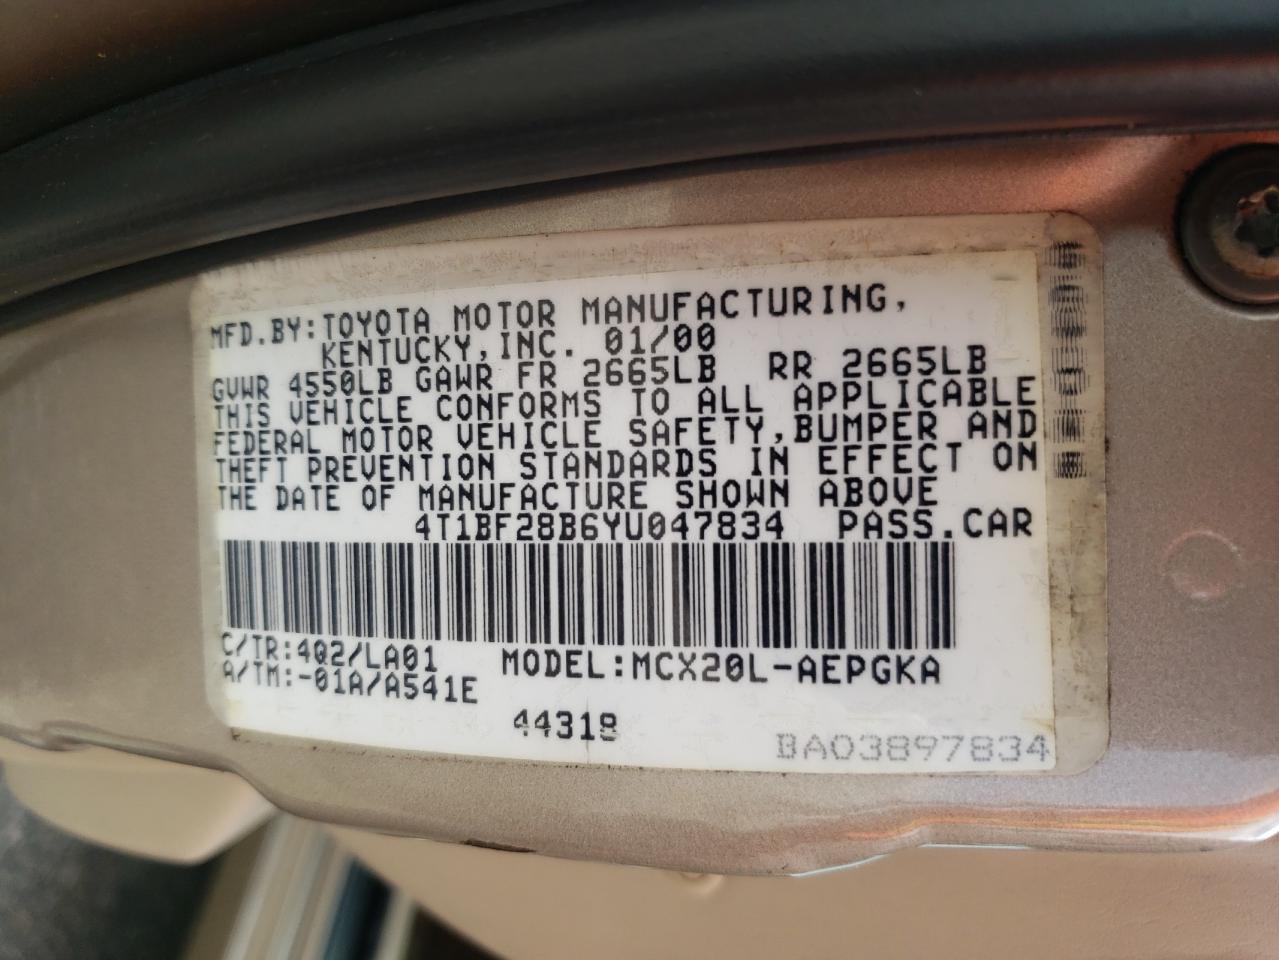 MFD.BY:TOYOTA MOTOR MANUFACTURING,
KENTUCKY,INC. 01/00
GVWR 4550LB GAWR FR 2665LB RR 2665LB
THIS VEHICLE CONFORMS TO ALL APPLICABLE
FEDERAL MOTOR VEHICLE SAFETY,BUMPER AND
THEFT PREVENTION STANDARDS IN EFFECT ON
THE DATE OF MANUFACTURE SHOWN ABOVE
4T1BF28B6YU047834 PASS.CAR
C/TR:4Q2/LA01 MODEL:MCX20L-AEPGKA
A/TM:-01A/A541E
44318
BA03897834